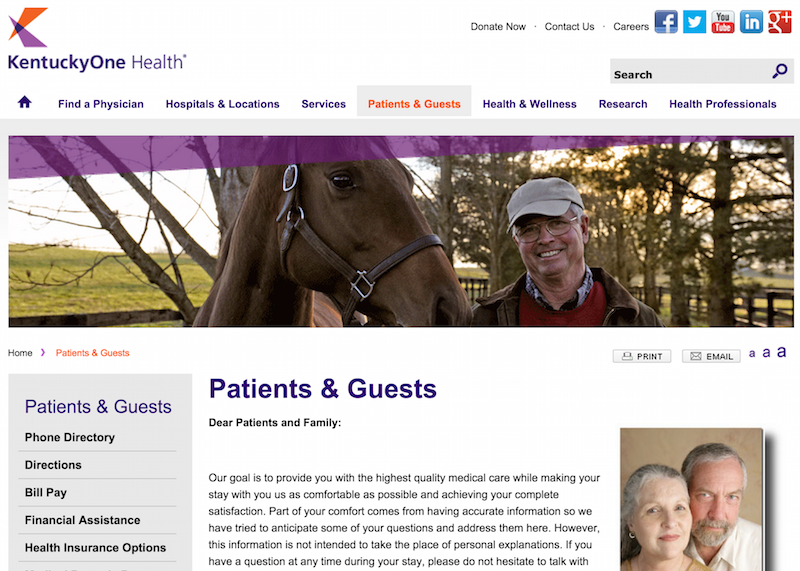 Donate Now · Contact Us · Careers
You
Tube
in
g+
KentuckyOne Health®
Search
Find a Physician
Hospitals & Locations
Services
Patients & Guests
Health & Wellness
Research
Health Professionals
Home
Patients & Guests
PRINT
EMAIL
a a a
Patients & Guests
Phone Directory
Directions
Bill Pay
Financial Assistance
Health Insurance Options
Patients & Guests
Dear Patients and Family:
Our goal is to provide you with the highest quality medical care while making your
stay with you us as comfortable as possible and achieving your complete
satisfaction. Part of your comfort comes from having accurate information so we
have tried to anticipate some of your questions and address them here. However,
this information is not intended to take the place of personal explanations. If you
have a question at any time during your stay, please do not hesitate to talk with